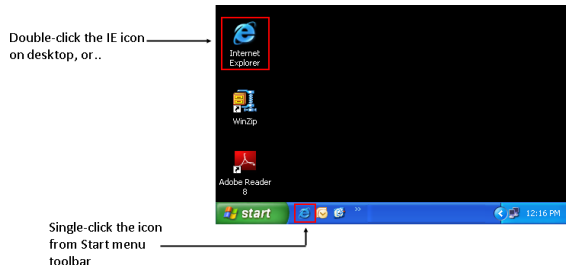 Double-click the IE icon
on desktop, or..
Internet
Explorer
WinZip
Adobe Reader
8
start
12:16 PM
Single-click the icon
from Start menu
toolbar